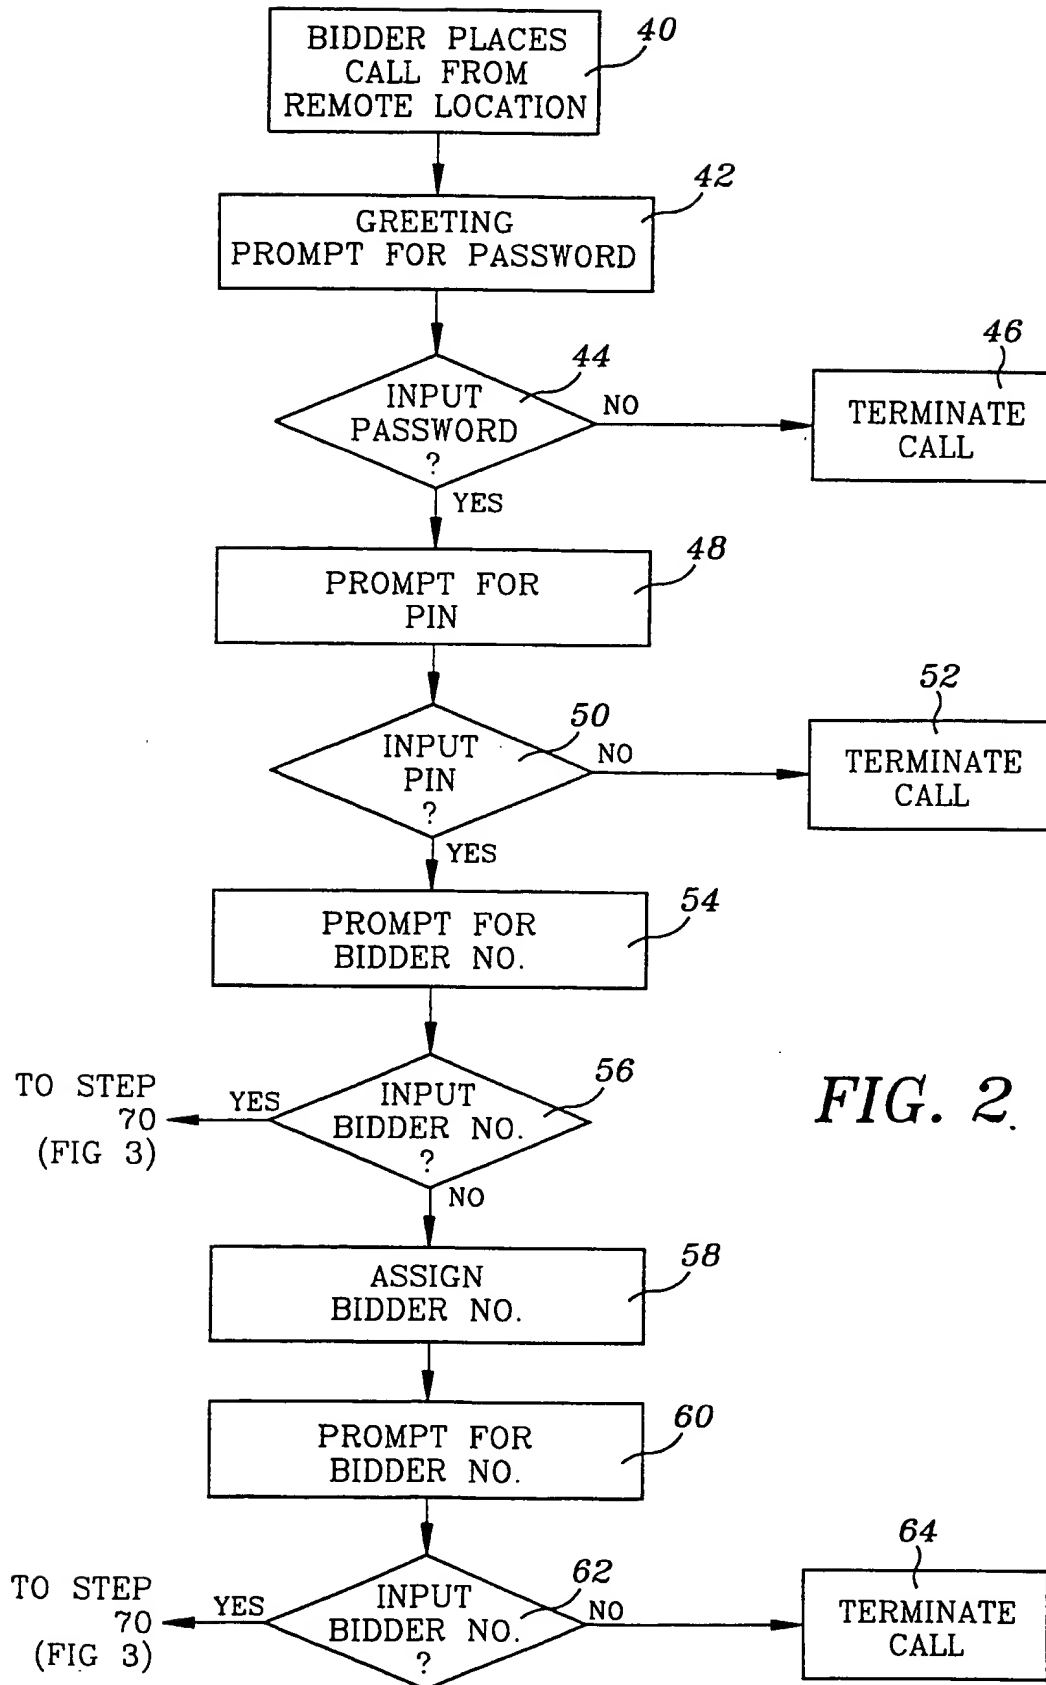 BIDDER PLACES
CALL FROM
REMOTE LOCATION
40
GREETING
PROMPT FOR PASSWORD
42
INPUT
PASSWORD
?
44
NO
TERMINATE
CALL
46
YES
PROMPT FOR
PIN
48
INPUT
PIN
?
50
NO
TERMINATE
CALL
52
YES
PROMPT FOR
BIDDER NO.
54
TO STEP
70
(FIG 3)
YES
INPUT
BIDDER NO.
?
56
FIG. 2
NO
ASSIGN
BIDDER NO.
58
PROMPT FOR
BIDDER NO.
60
TO STEP
70
(FIG 3)
YES
INPUT
BIDDER NO.
?
62
NO
TERMINATE
CALL
64